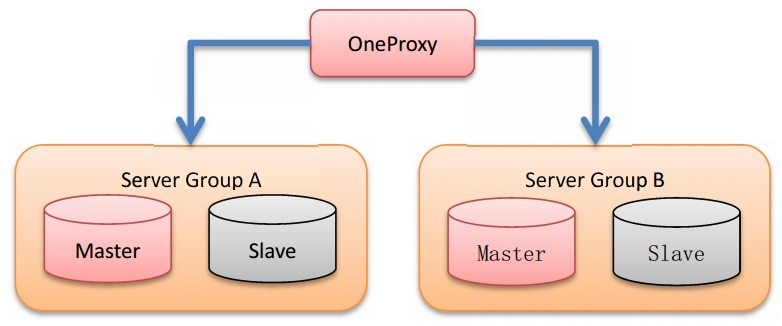 OneProxy
Server Group A
Master
Slave
Server Group B
Master
Slave